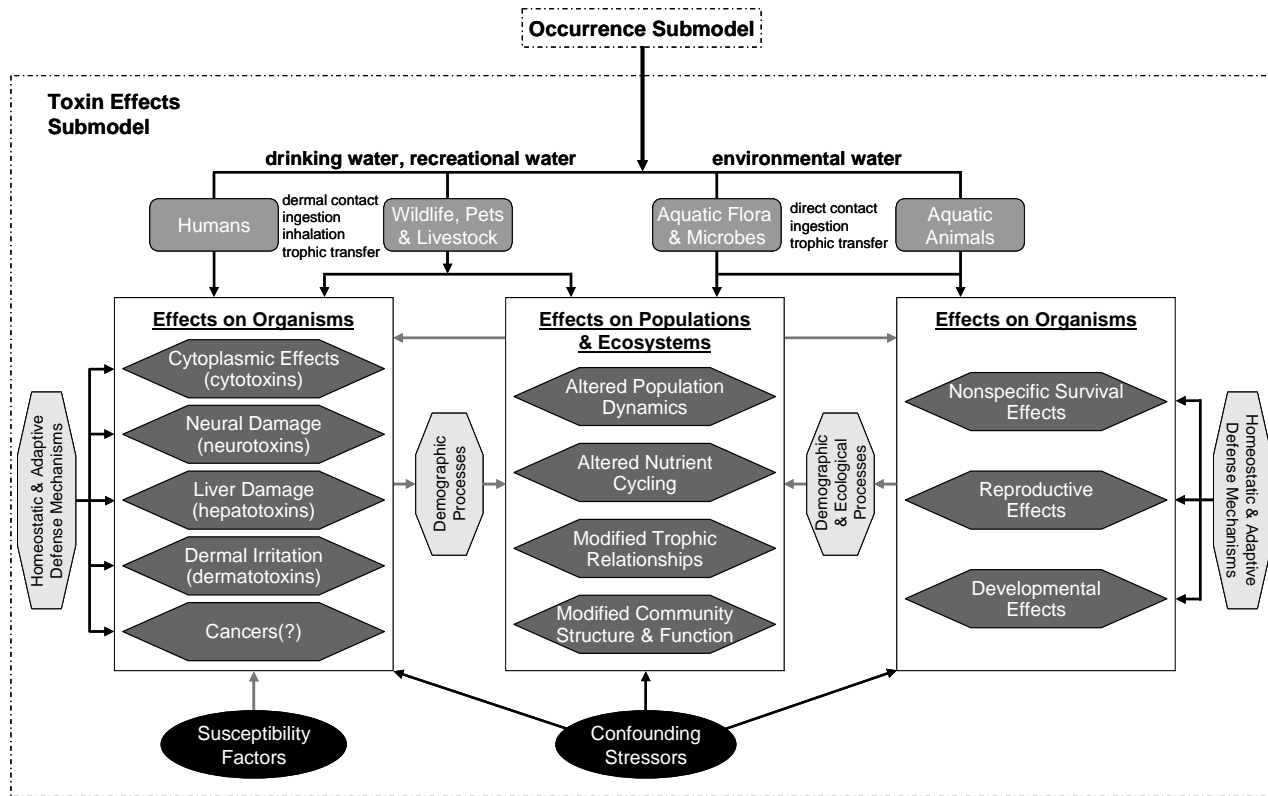 Occurrence Submodel
Toxin Effects
Submodel
drinking water, recreational water
environmental water
Humans
dermal contact
ingestion
inhalation
trophic transfer
Wildlife, Pets
& Livestock
Aquatic Flora
& Microbes
direct contact
ingestion
trophic transfer
Aquatic
Animals
Homeostatic & Adaptive
Defense Mechanisms
Effects on Organisms
Cytoplasmic Effects
(cytotoxins)
Neural Damage
(neurotoxins)
Liver Damage
(hepatotoxins)
Dermal Irritation
(dermatotoxins)
Cancers(?)
Demographic
Processes
Effects on Populations
& Ecosystems
Altered Population
Dynamics
Altered Nutrient
Cycling
Modified Trophic
Relationships
Modified Community
Structure & Function
Demographic
& Ecological
Processes
Effects on Organisms
Nonspecific Survival
Effects
Reproductive
Effects
Developmental
Effects
Homeostatic & Adaptive
Defense Mechanisms
Susceptibility
Factors
Confounding
Stressors